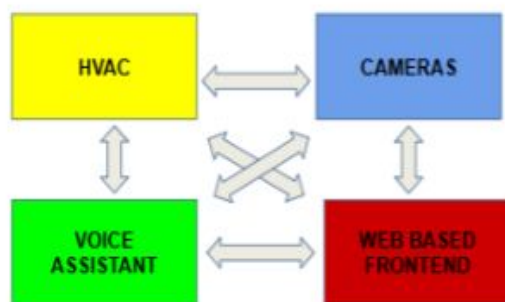 HVAC
CAMERAS
VOICE
ASSISTANT
WEB BASED
FRONTEND